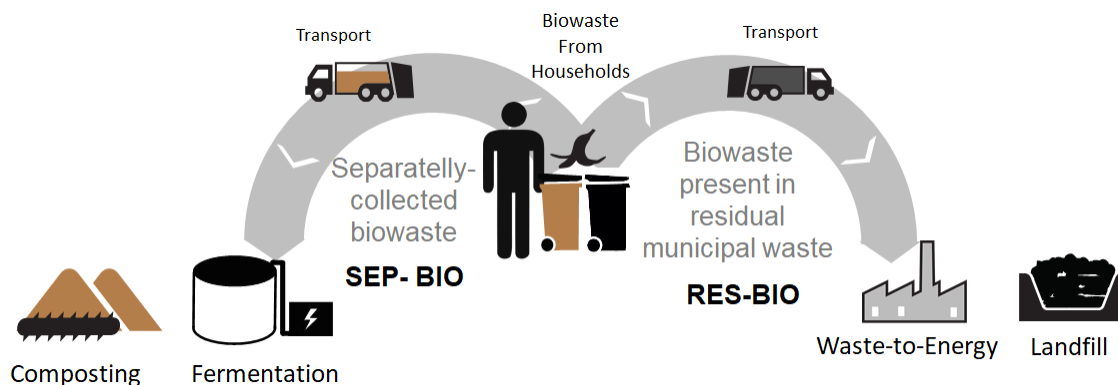 Transport
Biowaste
From
Households
Transport
Separatelly-
collected
biowaste
SEP- BIO
Biowaste
present in
residual
municipal waste
RES-BIO
Composting
Fermentation
Waste-to-Energy
Landfill